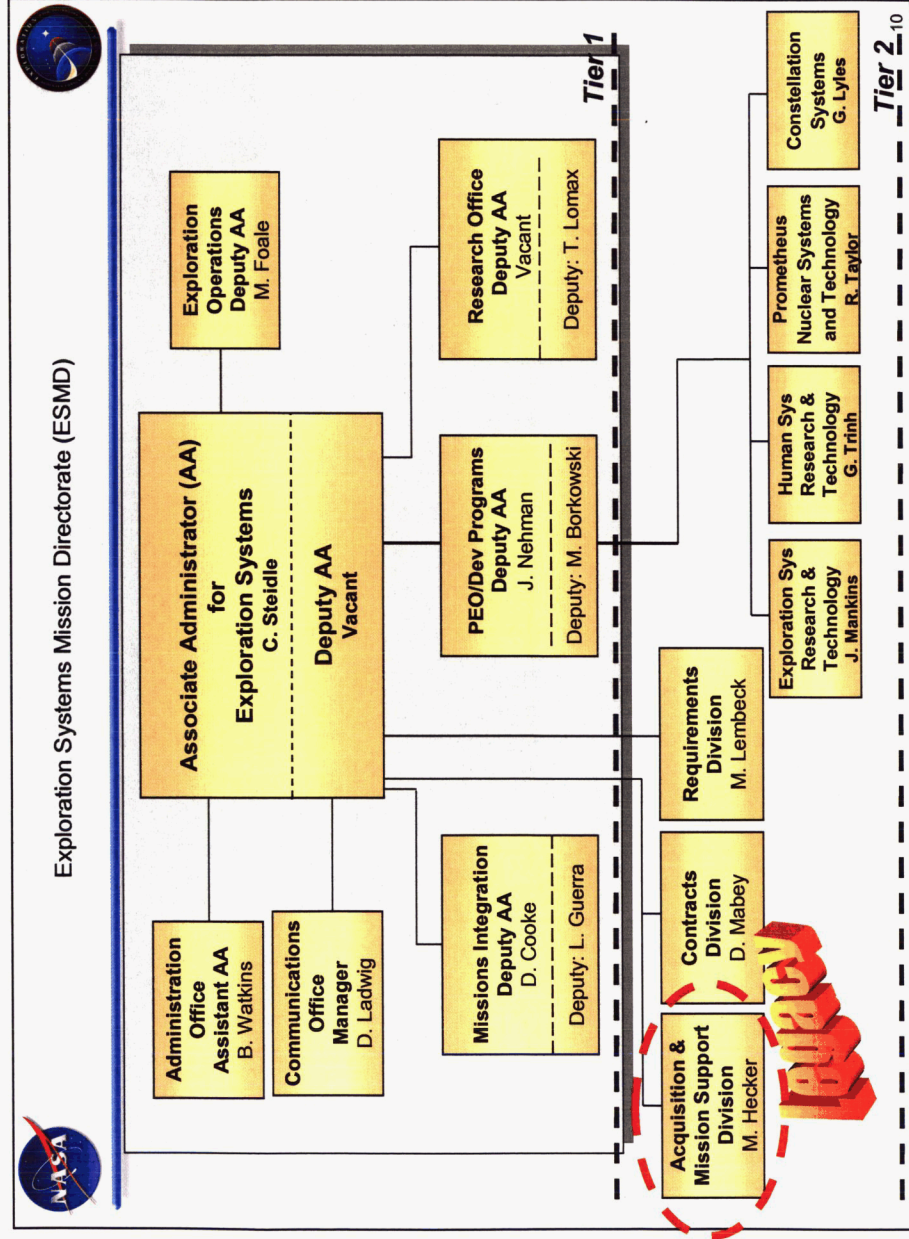 NASA
Exploration Systems Mission Directorate (ESMD)
EXPLORATION
Administration
Office
Assistant AA
B. Watkins
Communications
Office
Manager
D. Ladwig
Associate Administrator (AA)
for
Exploration Systems
C. Steidle
Deputy AA
Vacant
Exploration
Operations
Deputy AA
M. Foale
Missions Integration
Deputy AA
D. Cooke
Deputy: L. Guerra
PEO/Dev Programs
Deputy AA
J. Nehman
Deputy: M. Borkowski
Research Office
Deputy AA
Vacant
Deputy: T. Lomax
Tier 1
Acquisition &
Mission Support
Division
M. Hecker
Contracts
Division
D. Mabey
Requirements
Division
M. Lembeck
Legacy
Exploration Sys
Research &
Technology
J. Mankins
Human Sys
Research &
Technology
G. Trinh
Prometheus
Nuclear Systems
and Technology
R. Taylor
Constellation
Systems
G. Lyles
Tier 2
10